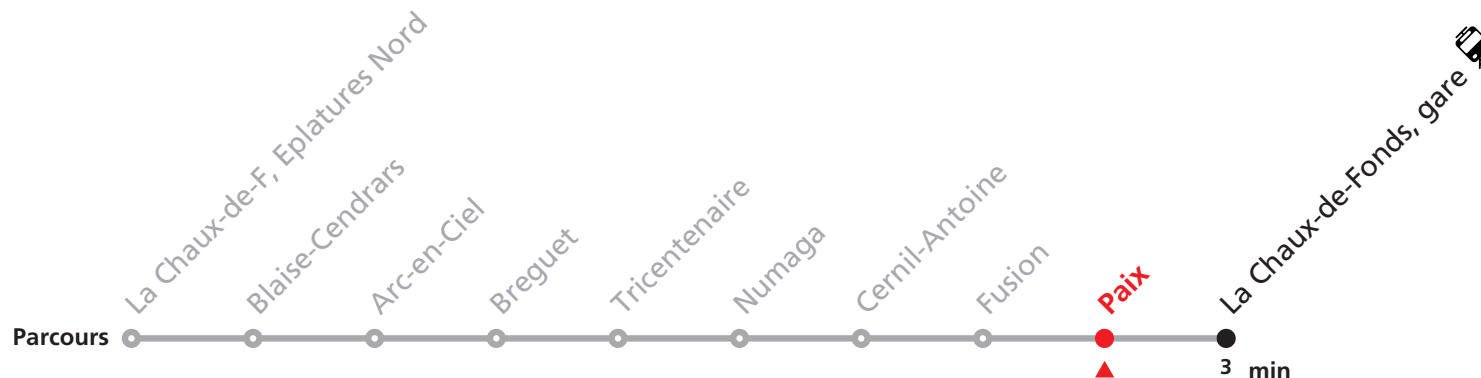 Parcours
La Chaux-de-F, Eplatures Nord
Blaise-Cendrars
Arc-en-Ciel
Breguet
Tricentenaire
Numaga
Cernil-Antoine
Fusion
Paix
La Chaux-de-Fonds, gare
3 min